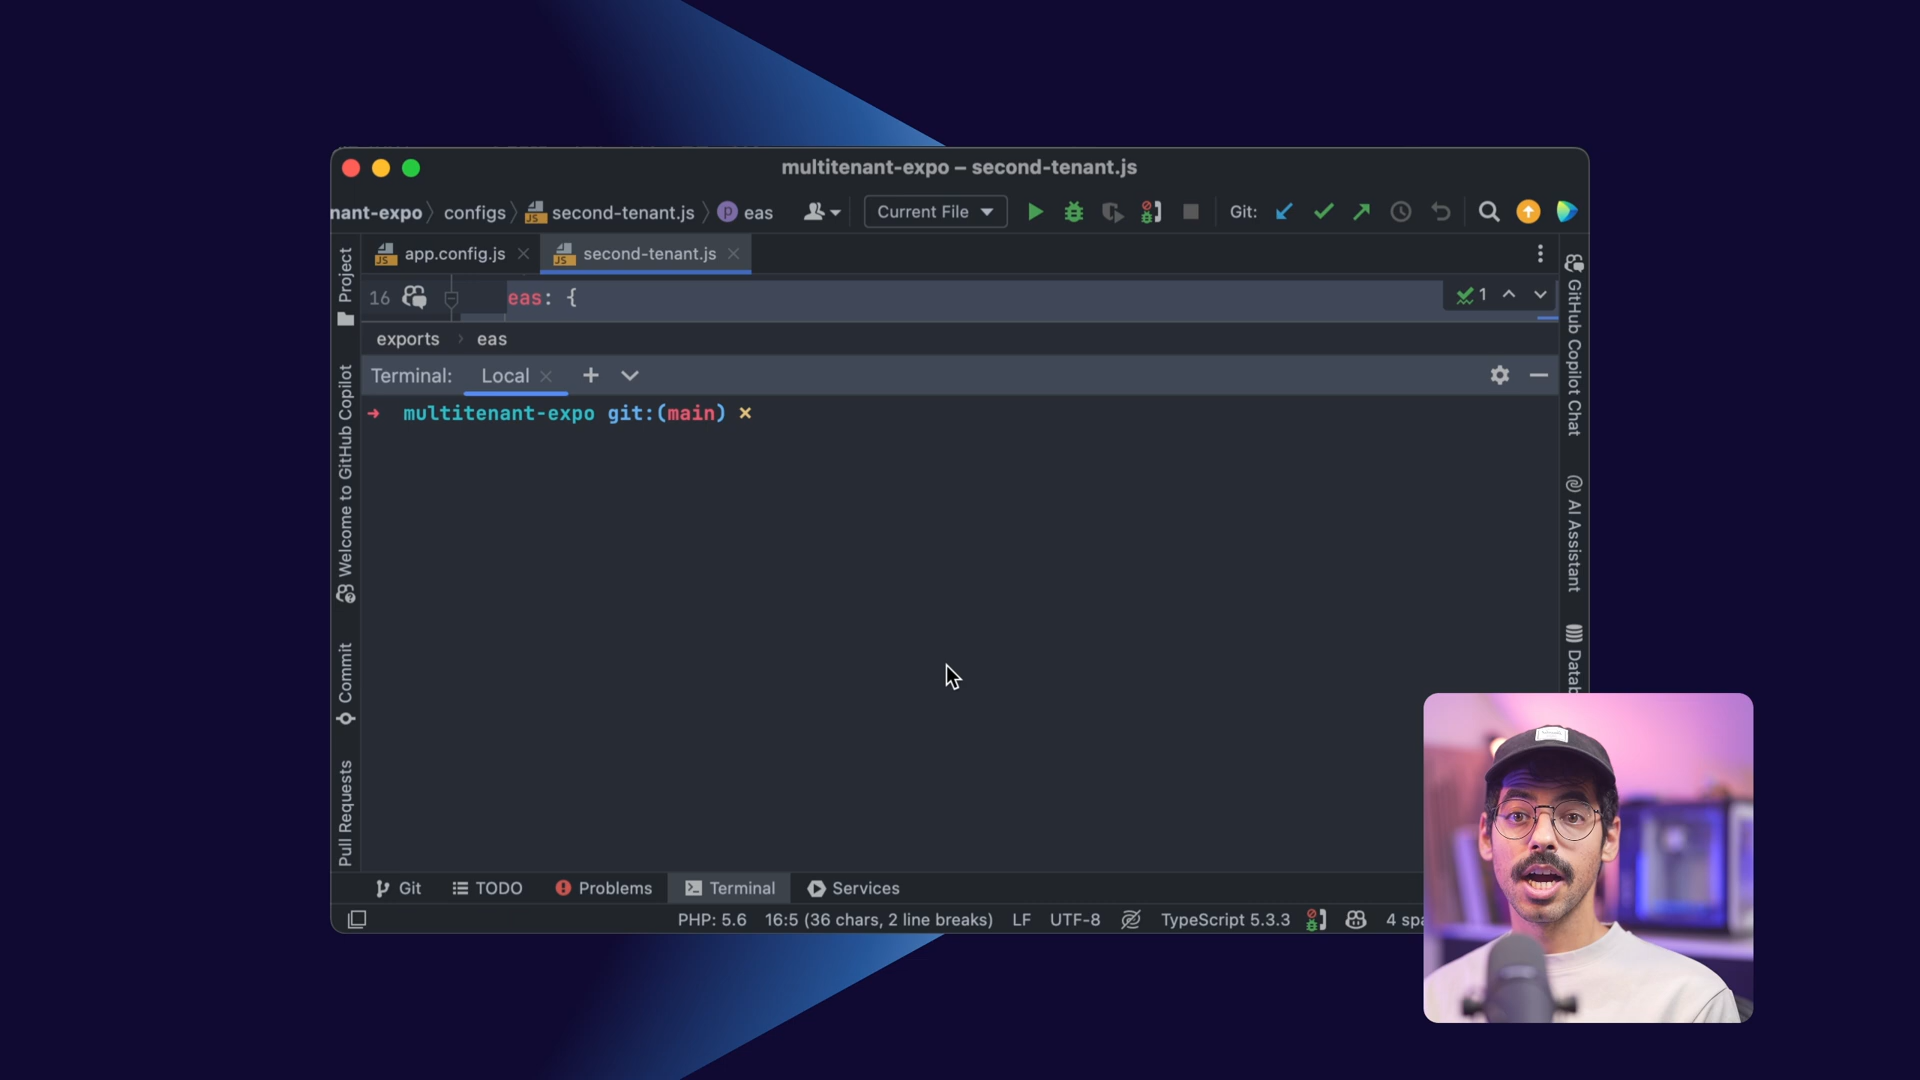 multitenant-expo – second-tenant.js
nant-expo 〉 configs 〉 JS second-tenant.js 〉 p eas
Current File
Git:
JS app.config.js
JS second-tenant.js
Project
Welcome to GitHub Copilot
Commit
Pull Requests
16 eas: {
1
exports › eas
Terminal: Local × + 
➜ multitenant-expo git:(main) ×
GitHub Copilot Chat
AI Assistant
Datab
Git
TODO
Problems
Terminal
Services
PHP: 5.6
16:5 (36 chars, 2 line breaks)
LF
UTF-8
TypeScript 5.3.3
4 spa